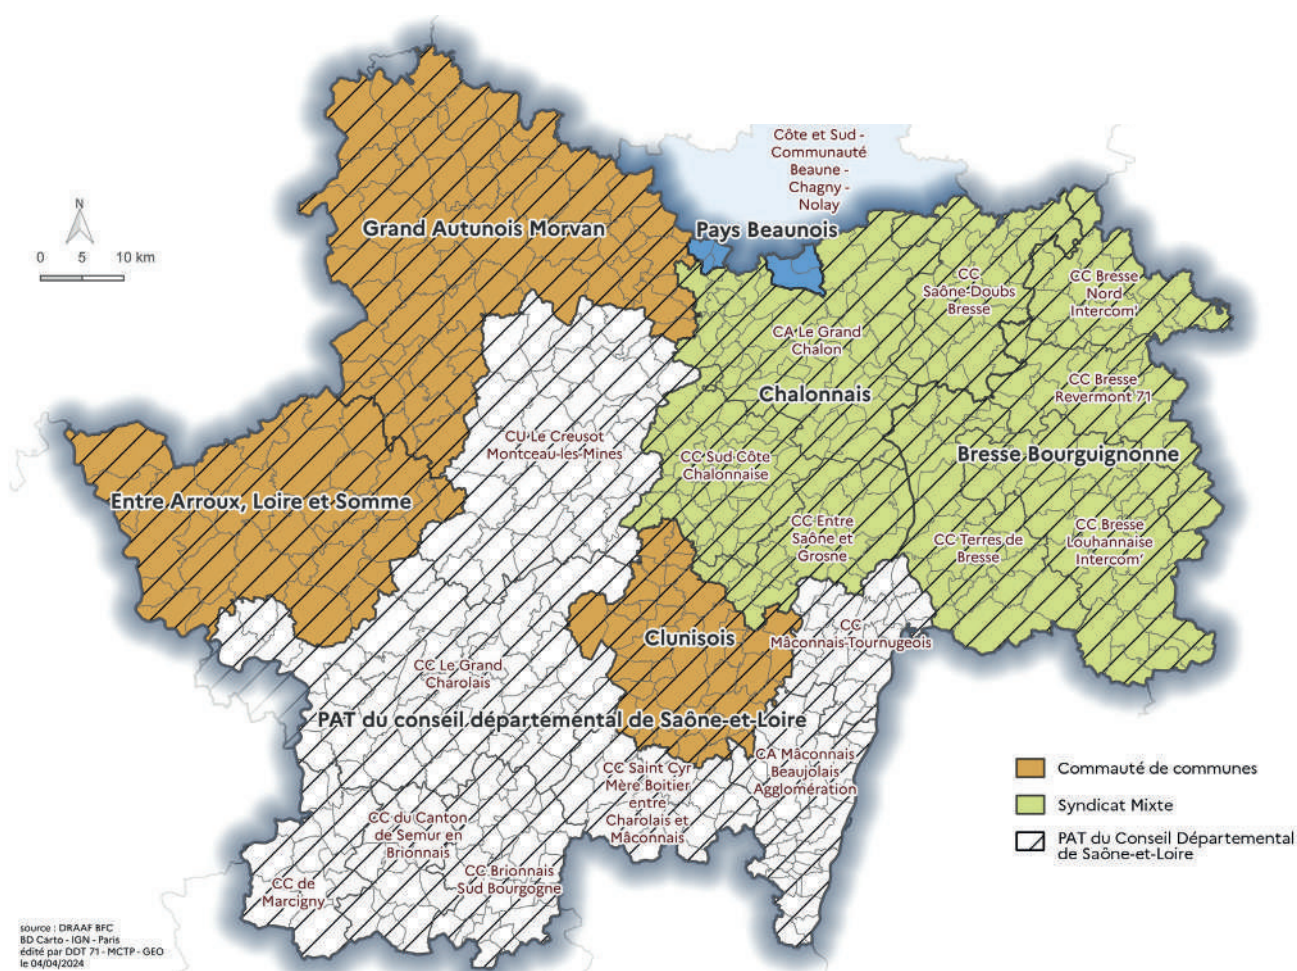 Côte et Sud -
Communauté
Beaune -
Chagny -
Nolay
N
0 5 10 km
Grand Autunois Morvan
Pays Beaunois
CC
Saône-Doubs
Bresse
CC Bresse
Nord
Intercom'
CA Le Grand
Chalon
CC Bresse
Revermont 71
Chalonnais
CU Le Creusot
Montceau-les-Mines
CC Sud Côte
Chalonnaise
Bresse Bourguignonne
Entre Arroux, Loire et Somme
CC Entre
Saône et
Grosne
CC Terres de
Bresse
CC Bresse
Louhannaise
Intercom'
Clunisois
CC
Mâconnais-Tournugeois
CC Le Grand
Charolais
PAT du conseil départemental de Saône-et-Loire
CC Saint Cyr
Mère Boitier
entre
Charolais et
Mâconnais
CA Mâconnais
Beaujolais
Agglomération
CC du Canton
de Semur en
Brionnais
CC Brionnais
Sud Bourgogne
CC de
Marcigny
Commauté de communes
Syndicat Mixte
PAT du Conseil Départemental
de Saône-et-Loire
source : DRAAF BFC
BD Carto - IGN - Paris
édité par DDT 71 - MCTP - GEO
le 04/04/2024